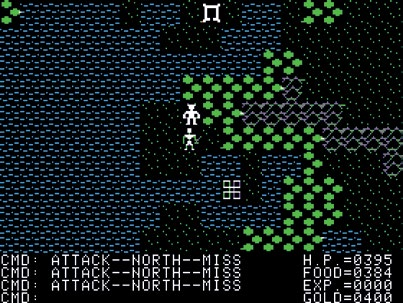 CMD: ATTACK--NORTH--MISS H.P.=0395
CMD: ATTACK--NORTH--MISS FOOD=0384
CMD: ATTACK--NORTH--MISS EXP.=0000
CMD: GOLD=0400